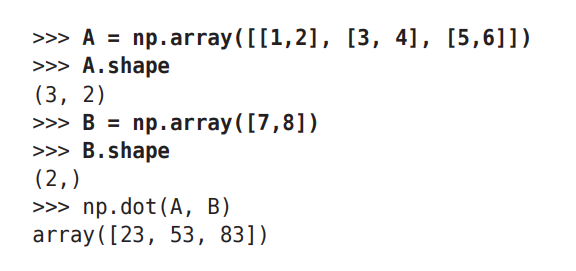 >>> A = np.array([[1,2], [3, 4], [5,6]])
>>> A.shape
(3, 2)
>>> B = np.array([7,8])
>>> B.shape
(2,)
>>> np.dot(A, B)
array([23, 53, 83])